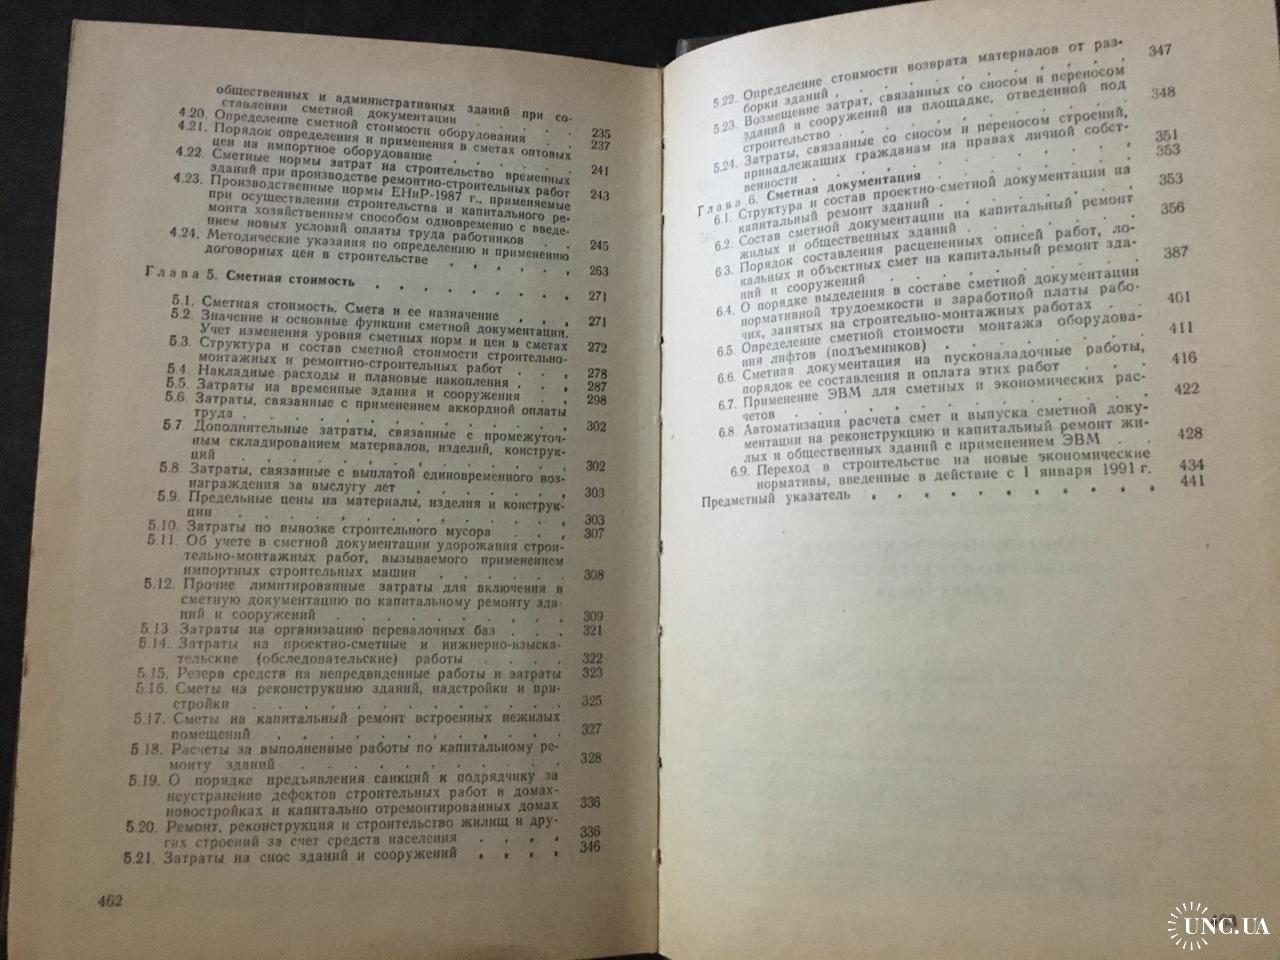 общественных и административных зданий при со-
ставлении сметной документации . . . . . 235
4.20. Определение сметной стоимости оборудования . . 237
4.21. Порядок определения и применения в сметах оптовых
цен на импортное оборудование . . . . . . 241
4.22. Сметные нормы затрат на строительство временных
зданий при производстве ремонтно-строительных работ 243
4.23. Производственные нормы ЕНиР-1987 г., применяемые
при осуществлении строительства и капитального ре-
монта хозяйственным способом одновременно с введе-
нием новых условий оплаты труда работников . . 245
4.24. Методические указания по определению и применению
договорных цен в строительстве . . . . . . 263
Глава 5. Сметная стоимость . . . . . . . . . 271
5.1. Сметная стоимость. Смета и ее назначение . . . 271
5.2. Значение и основные функции сметной документации.
Учет изменения уровня сметных норм и цен в сметах 272
5.3. Структура и состав сметной стоимости строительно-
монтажных и ремонтно-строительных работ . . . 278
5.4. Накладные расходы и плановые накопления . . . 287
5.5. Затраты на временные здания и сооружения . . 298
5.6. Затраты, связанные с применением аккордной оплаты
труда . . . . . . . . . . . . . 302
5.7. Дополнительные затраты, связанные с промежуточ-
ным складированием материалов, изделий, конструк-
ций . . . . . . . . . . . . . 302
5.8. Затраты, связанные с выплатой единовременного воз-
награждения за выслугу лет . . . . . . . 303
5.9. Предельные цены на материалы, изделия и конструк-
ции . . . . . . . . . . . . . 303
5.10. Затраты по вывозке строительного мусора . . . 307
5.11. Об учете в сметной документации удорожания строи-
тельно-монтажных работ, вызываемого применением
импортных строительных машин . . . . . . 308
5.12. Прочие лимитированные затраты для включения в
сметную документацию по капитальному ремонту зда-
ний и сооружений . . . . . . . . . 309
5.13. Затраты на организацию перевалочных баз . . . 321
5.14. Затраты на проектно-сметные и инжнерно-изыска-
тельские (обследовательские) работы . . . . 322
5.15. Резерв средств на непредвиденные работы и затраты 323
5.16. Сметы на реконструкцию зданий, надстройки и при-
стройки . . . . . . . . . . . . 325
5.17. Сметы на капитальный ремонт встроенных нежилых
помещений . . . . . . . . . . . 327
5.18. Расчеты за выполненные работы по капитальному ре-
монту зданий . . . . . . . . . . 328
5.19. О порядке предъявления санкций к подрядчику за
неустранение дефектов строительных работ в домах-
новостройках и капитально отремонтированных домах 336
5.20. Ремонт, реконструкция и строительство жилищ и дру-
гих строений за счет средств населения . . . . 336
5.21. Затраты на снос зданий и сооружений . . . . 346
462
5.22. Определение стоимости возврата материалов от раз-
борки зданий . . . . . . . . . . 347
5.23. Возмещение затрат, связанных со сносом и переносом
зданий и сооружений на площадке, отведенной под
строительство . . . . . . . . . . 348
5.24. Затраты, связанные со сносом и переносом строений,
принадлежащих гражданам на правах личной собст-
венности . . . . . . . . . . . 351
Глава 6. Сметная документация . . . . . . . . 353
6.1. Структура и состав проектно-сметной документации на
капитальный ремонт зданий . . . . . . . 353
6.2. Состав сметной документации на капитальный ремонт
жилых и общественных зданий . . . . . . 356
6.3. Порядок составления расцененных описей работ, ло-
кальных и объектных смет на капитальный ремонт зда-
ний и сооружений . . . . . . . . . 387
6.4. О порядке выделения в составе сметной документации
нормативной трудоемкости и заработной платы рабо-
чих, занятых на строительно-монтажных работах . . 401
6.5. Определение сметной стоимости монтажа оборудова-
ния лифтов (подъемников) . . . . . . . 411
6.6. Сметная документация на пусконаладочные работы,
порядок ее составления и оплата этих работ . . . 416
6.7. Применение ЭВМ для сметных и экономических рас-
четов . . . . . . . . . . . . 422
6.8. Автоматизация расчета смет и выпуска сметной доку-
ментации на реконструкцию и капитальный ремонт жи-
лых и общественных зданий с применением ЭВМ . . 428
6.9. Переход в строительстве на новые экономические
нормативы, введенные в действие с 1 января 1991 г. 434
Предметный указатель . . . . . . . . . . . 441
UNC.UA